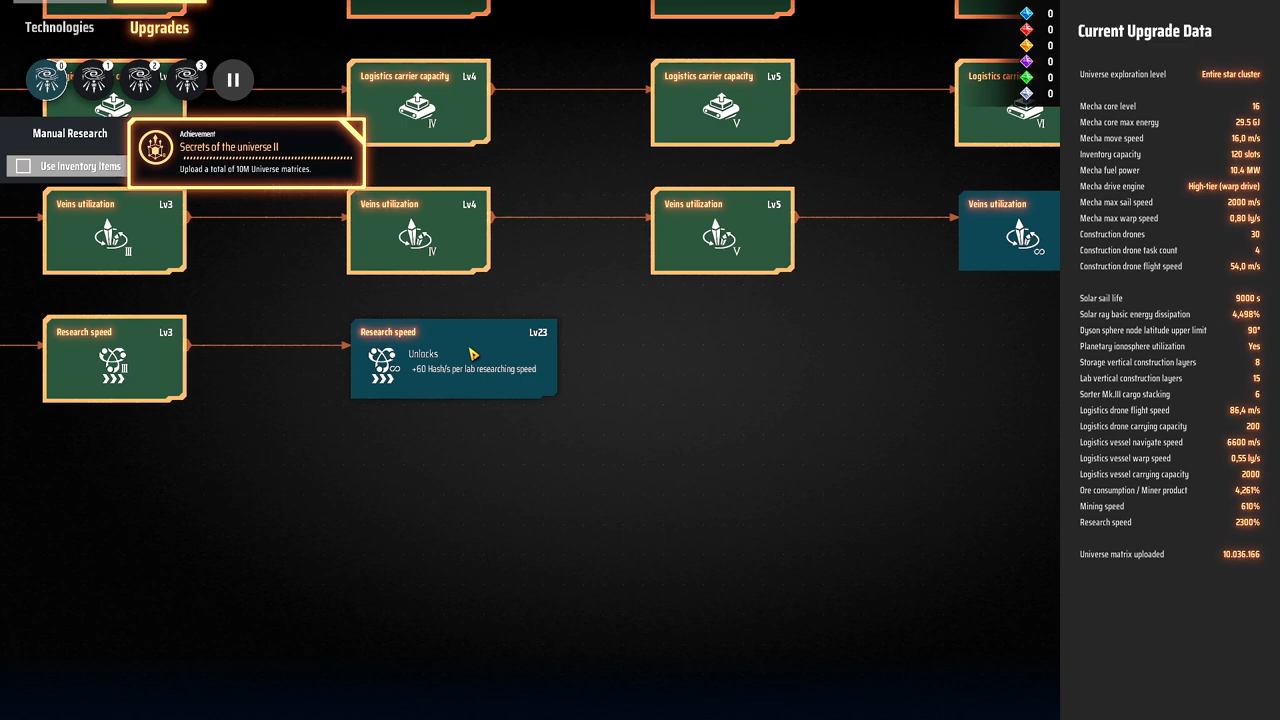 Technologies
Upgrades
0
1
2
3
0
0
0
0
0
0
Logistics carrier capacity Lv4
IV
Logistics carrier capacity Lv5
V
VI
Manual Research
Use Inventory Items
Achievement
Secrets of the universe II
Upload a total of 10M Universe matrices.
Veins utilization Lv3
III
Veins utilization Lv4
IV
Veins utilization Lv5
V
Veins utilization
∞
Research speed Lv3
III
Research speed Lv23
Unlocks
+60 Hash/s per lab researching speed
∞
Current Upgrade Data
Universe exploration level Entire star cluster
Mecha core level 16
Mecha core max energy 29.5 GJ
Mecha move speed 16,0 m/s
Inventory capacity 120 slots
Mecha fuel power 10.4 MW
Mecha drive engine High-tier (warp drive)
Mecha max sail speed 2000 m/s
Mecha max warp speed 0,80 ly/s
Construction drones 30
Construction drone task count 4
Construction drone flight speed 54,0 m/s
Solar sail life 9000 s
Solar ray basic energy dissipation 4,498%
Dyson sphere node latitude upper limit 90°
Planetary ionosphere utilization Yes
Storage vertical construction layers 8
Lab vertical construction layers 15
Sorter Mk.III cargo stacking 6
Logistics drone flight speed 86,4 m/s
Logistics drone carrying capacity 200
Logistics vessel navigate speed 6600 m/s
Logistics vessel warp speed 0,55 ly/s
Logistics vessel carrying capacity 2000
Ore consumption / Miner product 4,261%
Mining speed 610%
Research speed 2300%
Universe matrix uploaded 10.036.166